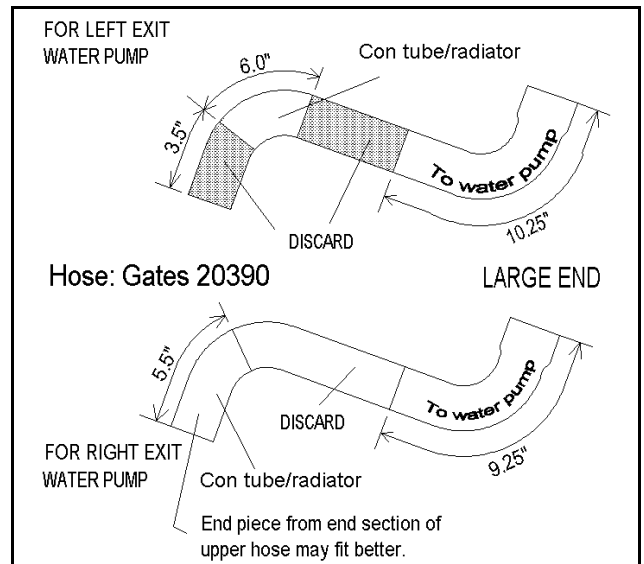 FOR LEFT EXIT
WATER PUMP
6.0"
Con tube/radiator
3.5"
To water pump
10.25"
DISCARD
Hose: Gates 20390
LARGE END
5.5"
To water pump
DISCARD
9.25"
FOR RIGHT EXIT
WATER PUMP
Con tube/radiator
End piece from end section of
upper hose may fit better.